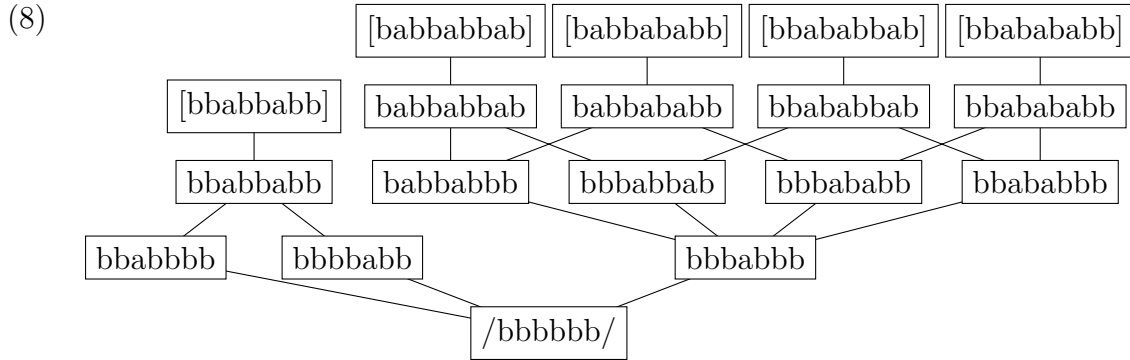 (8)
[babbabbab] [babbababb] [bbababbab] [bbabababb]
[bbabbabb]
babbabbab babbababb bbababbab bbabababb
bbabbabb babbabbb bbbabbab bbbababb bbababbb
bbabbbb bbbbabb bbbabbb
/bbbbbb/